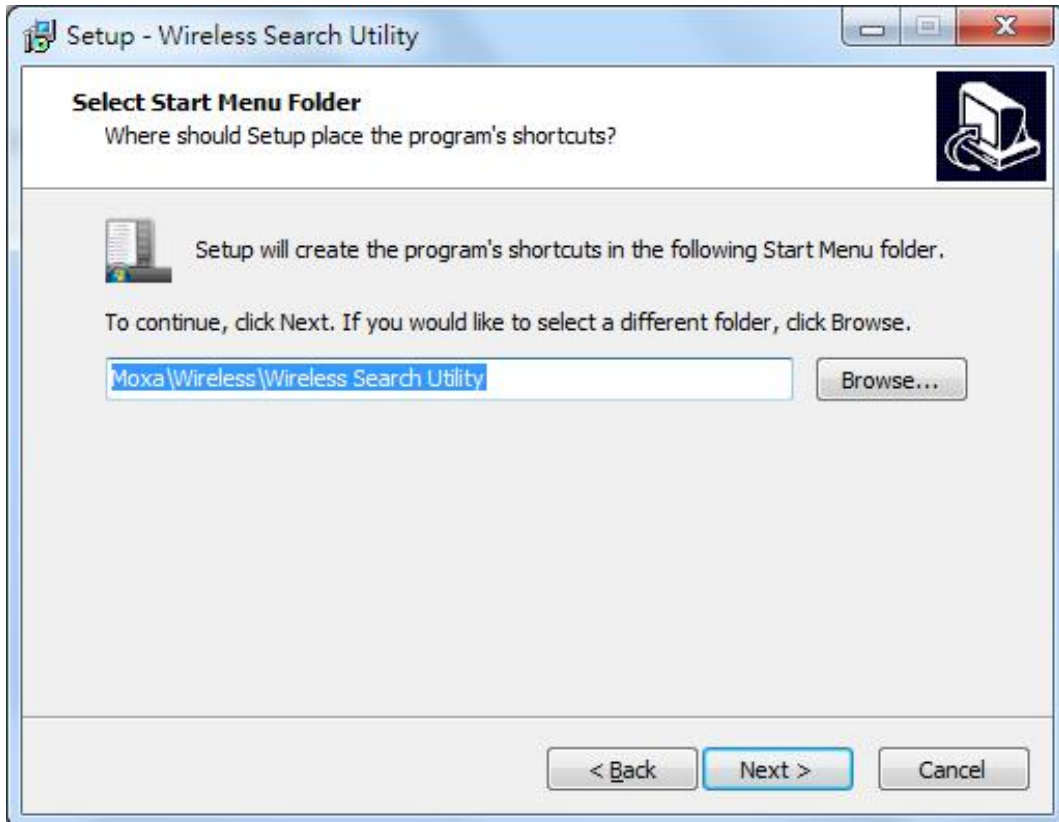 Setup - Wireless Search Utility
Select Start Menu Folder
Where should Setup place the program's shortcuts?
Setup will create the program's shortcuts in the following Start Menu folder.
To continue, click Next. If you would like to select a different folder, click Browse.
Moxa\Wireless\Wireless Search Utility
Browse...
< Back
Next >
Cancel